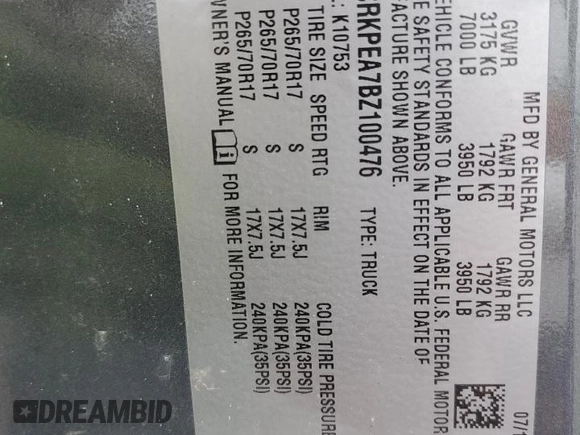 MFD BY GENERAL MOTORS LLC 07/1
GVWR GAWR FRT GAWR RR
3175 KG 1792 KG 1792 KG
7000 LB 3950 LB 3950 LB
VEHICLE CONFORMS TO ALL APPLICABLE U.S. FEDERAL MOTOR
E SAFETY STANDARDS IN EFFECT ON THE DATE OF
FACTURE SHOWN ABOVE.
RKPEA7BZ100476 TYPE: TRUCK
: K10753
TIRE SIZE SPEED RTG RIM COLD TIRE PRESSURE
P265/70R17 S 17X7.5J 240KPA(35PSI)
P265/70R17 S 17X7.5J 240KPA(35PSI)
P265/70R17 S 17X7.5J 240KPA(35PSI)
WNER'S MANUAL FOR MORE INFORMATION.
DREAMBID